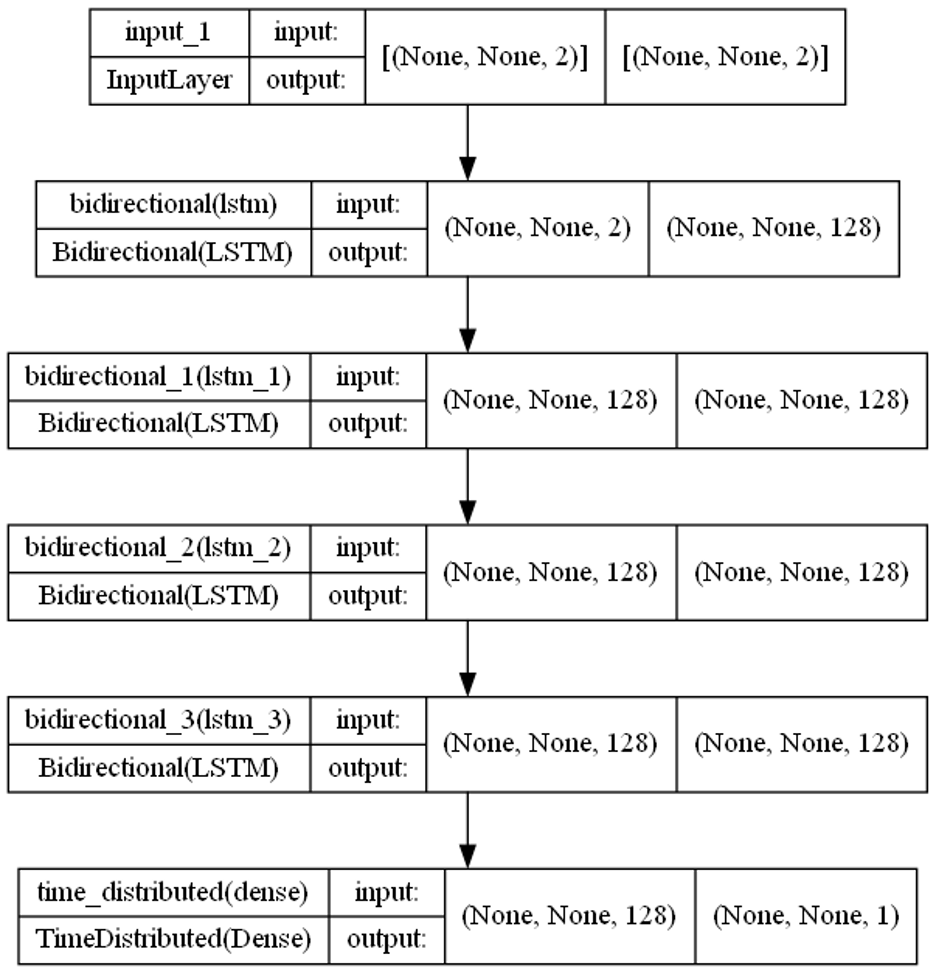 input_1 input: [(None, None, 2)] [(None, None, 2)]
InputLayer output:
bidirectional(lstm) input: (None, None, 2) (None, None, 128)
Bidirectional(LSTM) output:
bidirectional_1(lstm_1) input: (None, None, 128) (None, None, 128)
Bidirectional(LSTM) output:
bidirectional_2(lstm_2) input: (None, None, 128) (None, None, 128)
Bidirectional(LSTM) output:
bidirectional_3(lstm_3) input: (None, None, 128) (None, None, 128)
Bidirectional(LSTM) output:
time_distributed(dense) input: (None, None, 128) (None, None, 1)
TimeDistributed(Dense) output: